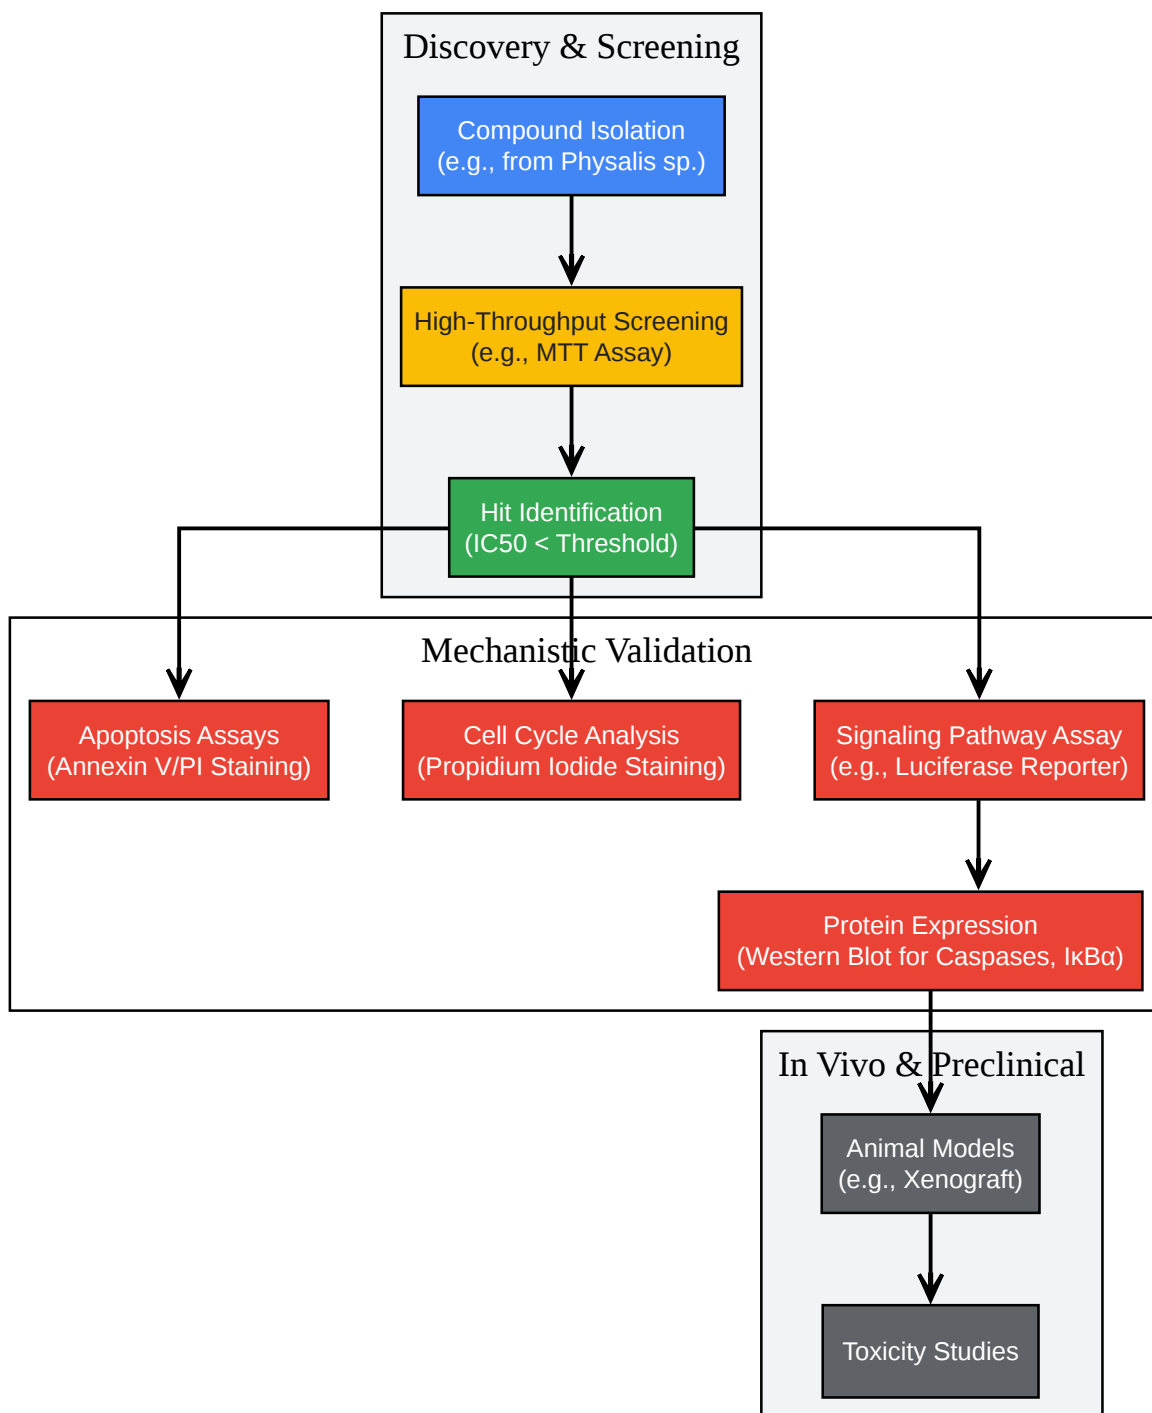 Discovery & Screening
Compound Isolation
(e.g., from Physalis sp.)
High-Throughput Screening
(e.g., MTT Assay)
Hit Identification
(IC50 < Threshold)
Mechanistic Validation
Apoptosis Assays
(Annexin V/PI Staining)
Cell Cycle Analysis
(Propidium Iodide Staining)
Signaling Pathway Assay
(e.g., Luciferase Reporter)
Protein Expression
(Western Blot for Caspases, IκBα)
In Vivo & Preclinical
Animal Models
(e.g., Xenograft)
Toxicity Studies